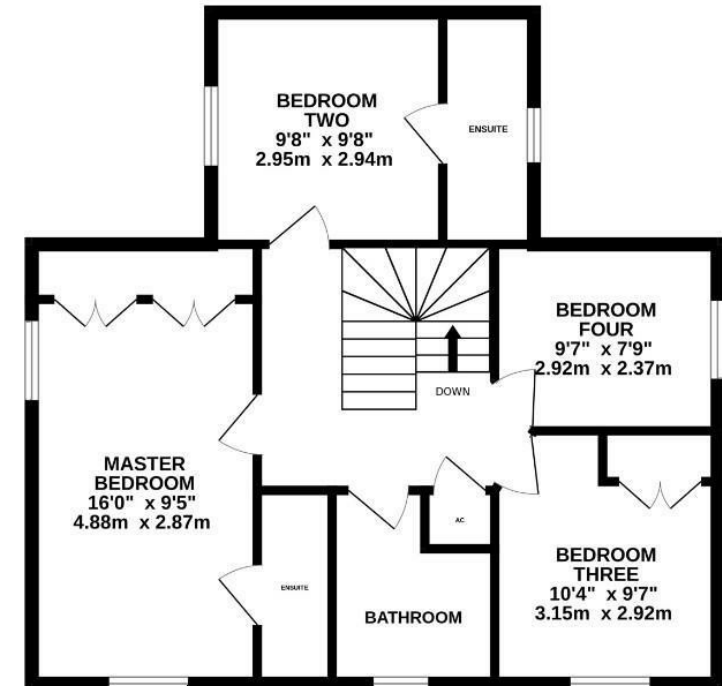 BEDROOM
TWO
9'8" x 9'8"
2.95m x 2.94m
ENSUITE
BEDROOM
FOUR
9'7" x 7'9"
2.92m x 2.37m
DOWN
MASTER
BEDROOM
16'0" x 9'5"
4.88m x 2.87m
AC
ENSUITE
BATHROOM
BEDROOM
THREE
10'4" x 9'7"
3.15m x 2.92m